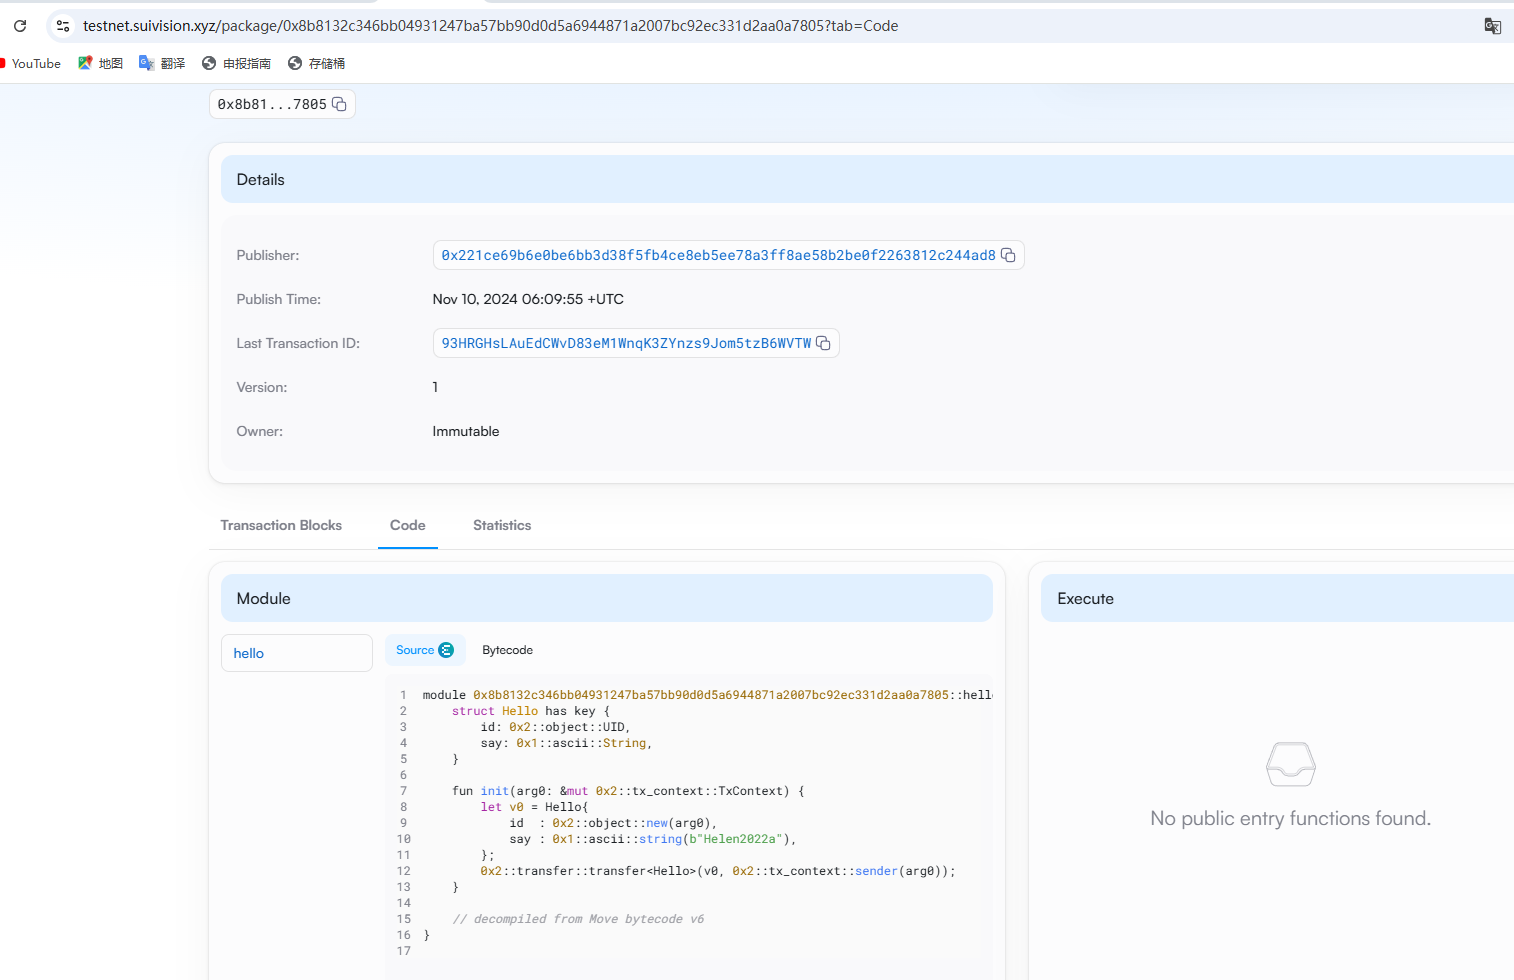 testnet.suivision.xyz/package/0x8b8132c346bb04931247ba57bb90d0d5a6944871a2007bc92ec331d2aa0a7805?tab=Code
YouTube 地图 翻译 申报指南 存储桶
0x8b81...7805
Details
Publisher: 0x221ce69b6e0be6bb3d38f5fb4ce8eb5ee78a3ff8ae58b2be0f2263812c244ad8
Publish Time: Nov 10, 2024 06:09:55 +UTC
Last Transaction ID: 93HRGHsLAuEdCWvD83eM1WnqK3ZYnzs9Jom5tzB6WVTW
Version: 1
Owner: Immutable
Transaction Blocks Code Statistics
Module
hello
Source Bytecode
1 module 0x8b8132c346bb04931247ba57bb90d0d5a6944871a2007bc92ec331d2aa0a7805::hell
2 struct Hello has key {
3 id: 0x2::object::UID,
4 say: 0x1::ascii::String,
5 }
6
7 fun init(arg0: &mut 0x2::tx_context::TxContext) {
8 let v0 = Hello{
9 id : 0x2::object::new(arg0),
10 say : 0x1::ascii::string(b"Helen2022a"),
11 };
12 0x2::transfer::transfer<Hello>(v0, 0x2::tx_context::sender(arg0));
13 }
14
15 // decompiled from Move bytecode v6
16 }
17
Execute
No public entry functions found.